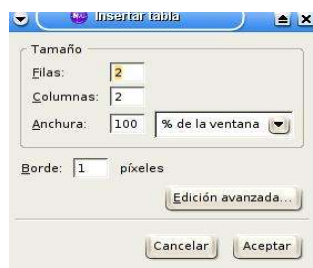 Insertar tabla
Tamaño
Filas: 2
Columnas: 2
Anchura: 100 % de la ventana
Borde: 1 píxeles
Edición avanzada...
Cancelar Aceptar